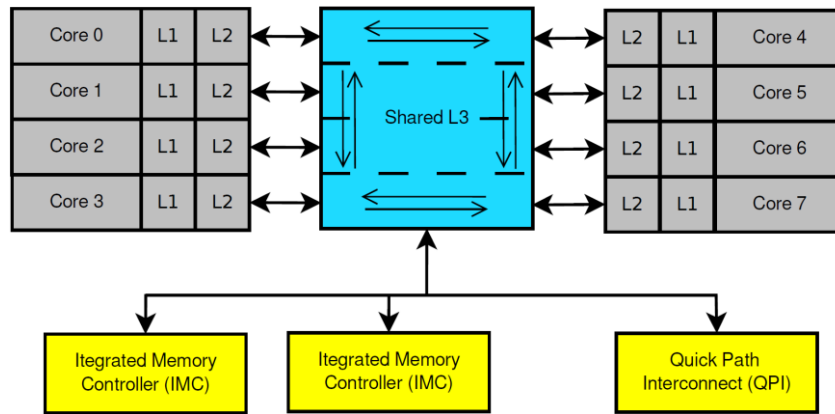 Core 0 L1 L2
Core 1 L1 L2
Core 2 L1 L2
Core 3 L1 L2
Shared L3
L2 L1 Core 4
L2 L1 Core 5
L2 L1 Core 6
L2 L1 Core 7
Itegrated Memory
Controller (IMC)
Itegrated Memory
Controller (IMC)
Quick Path
Interconnect (QPI)